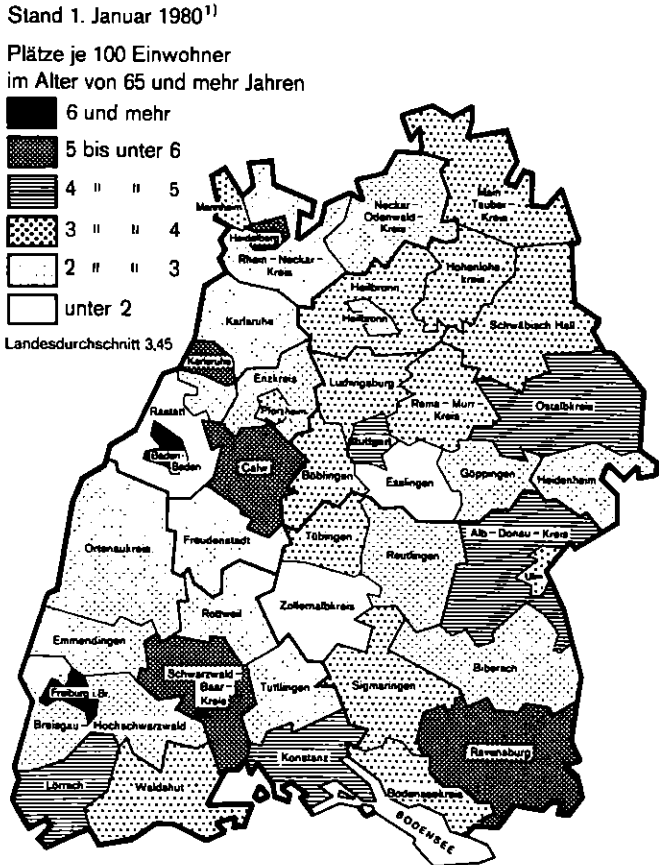 Stand 1. Januar 1980¹⁾
Plätze je 100 Einwohner
im Alter von 65 und mehr Jahren
6 und mehr
5 bis unter 6
4 " " 5
3 " " 4
2 " " 3
unter 2
Landesdurchschnitt 3,45
Mannheim
Heidelberg
Rhein-Neckar-
Kreis
Neckar
Odenwald-
Kreis
Main
Tauber-
Kreis
Hohenlohe
kreis
Heilbronn
Heilbronn
Schwäbisch Hall
Karlsruhe
Karlsruhe
Enzkreis
Pforzheim
Ludwigsburg
Rems-Murr
Kreis
Ostalbkreis
Rastatt
Baden-
Baden
Calw
Böblingen
Stuttgart
Esslingen
Göppingen
Heidenheim
Ortenaukreis
Freudenstadt
Tübingen
Reutlingen
Alb-Donau-Kreis
Ulm
Rottweil
Zollernalbkreis
Emmendingen
Schwarzwald-
Baar-
Kreis
Tuttlingen
Sigmaringen
Biberach
Freiburg i. Br.
Breisgau-Hochschwarzwald
Konstanz
Ravensburg
Lörrach
Waldshut
Bodenseekreis
BODENSEE